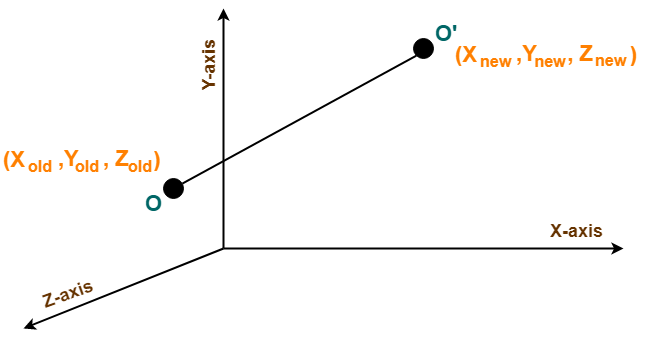 O'
(Xnew ,Ynew, Znew )
Y-axis
(Xold ,Yold , Zold)
O
X-axis
Z-axis